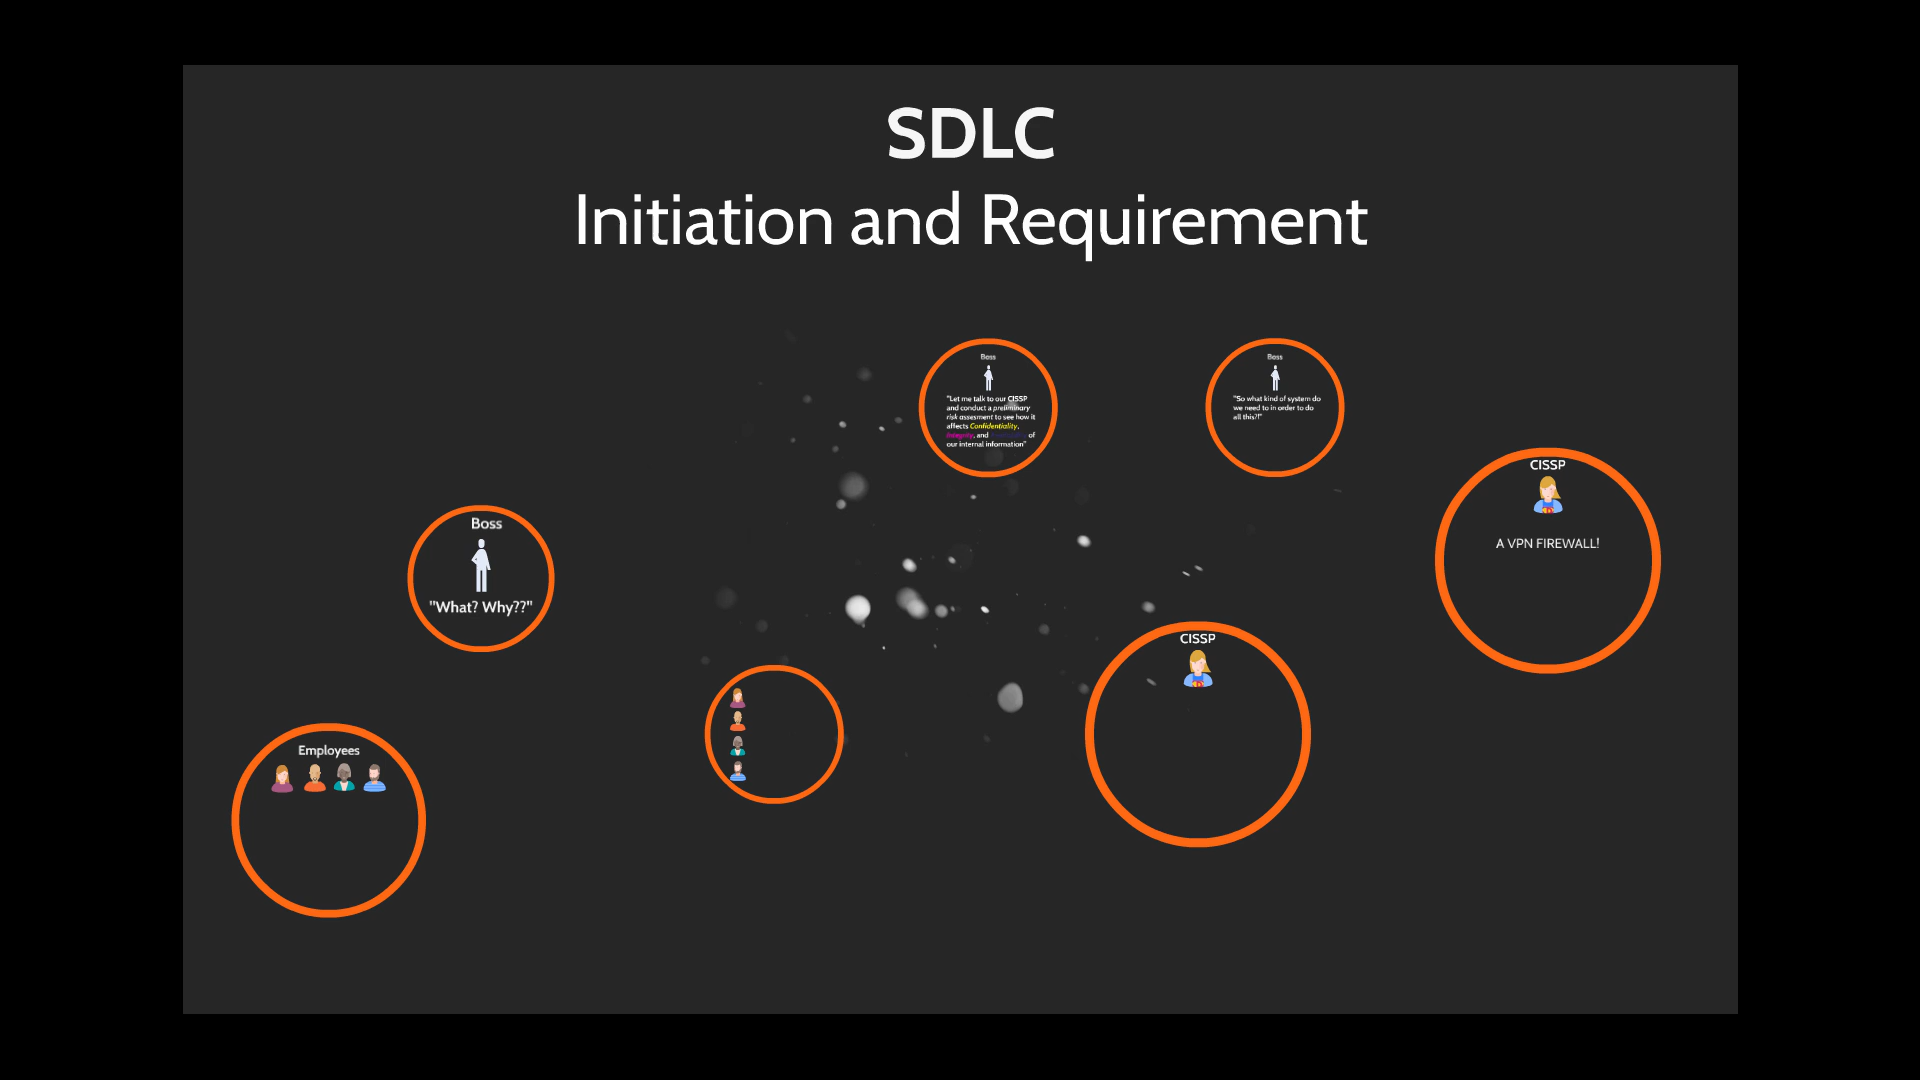 SDLC
Initiation and Requirement
Employees
Boss
"What? Why??"
Boss
"Let me talk to our CISSP
and conduct a preliminary
risk assesment to see how it
affects Confidentiality,
Integrity, and of
our internal information"
CISSP
Boss
"So what kind of system do
we need to in order to do
all this?!"
CISSP
A VPN FIREWALL!